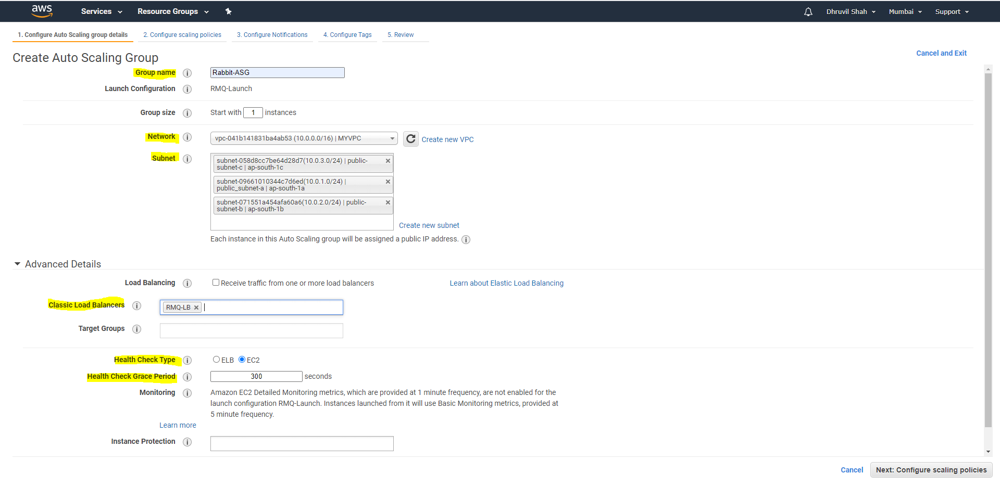 aws Services Resource Groups Dhruvil Shah Mumbai Support
1. Configure Auto Scaling group details 2. Configure scaling policies 3. Configure Notifications 4. Configure Tags 5. Review
Create Auto Scaling Group
Cancel and Exit
Group name i Rabbit-ASG
Launch Configuration i RMQ-Launch
Group size i Start with 1 instances
Network i vpc-041b141831ba4ab53 (10.0.0.0/16) | MYVPC Create new VPC
Subnet i
subnet-058d8cc7be64d28d7(10.0.3.0/24) | public-
subnet-c | ap-south-1c
subnet-09661010344c7d6ed(10.0.1.0/24) |
public_subnet-a | ap-south-1a
subnet-071551a454afa60a6(10.0.2.0/24) | public-
subnet-b | ap-south-1b
Create new subnet
Each instance in this Auto Scaling group will be assigned a public IP address. i
Advanced Details
Load Balancing i Receive traffic from one or more load balancers Learn about Elastic Load Balancing
Classic Load Balancers i RMQ-LB
Target Groups i
Health Check Type i ELB EC2
Health Check Grace Period i 300 seconds
Monitoring i Amazon EC2 Detailed Monitoring metrics, which are provided at 1 minute frequency, are not enabled for the
launch configuration RMQ-Launch. Instances launched from it will use Basic Monitoring metrics, provided at
5 minute frequency.
Learn more
Instance Protection i
Cancel Next: Configure scaling policies